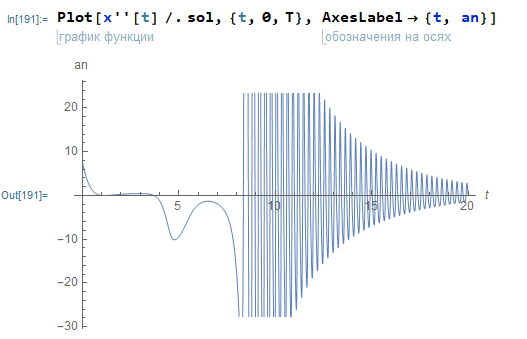 In[191]:= Plot[x''[t] /. sol, {t, 0, T}, AxesLabel → {t, an}]
график функции обозначения на осях
an
20
10
Out[191]=
5 10 15 20 t
-10
-20
-30